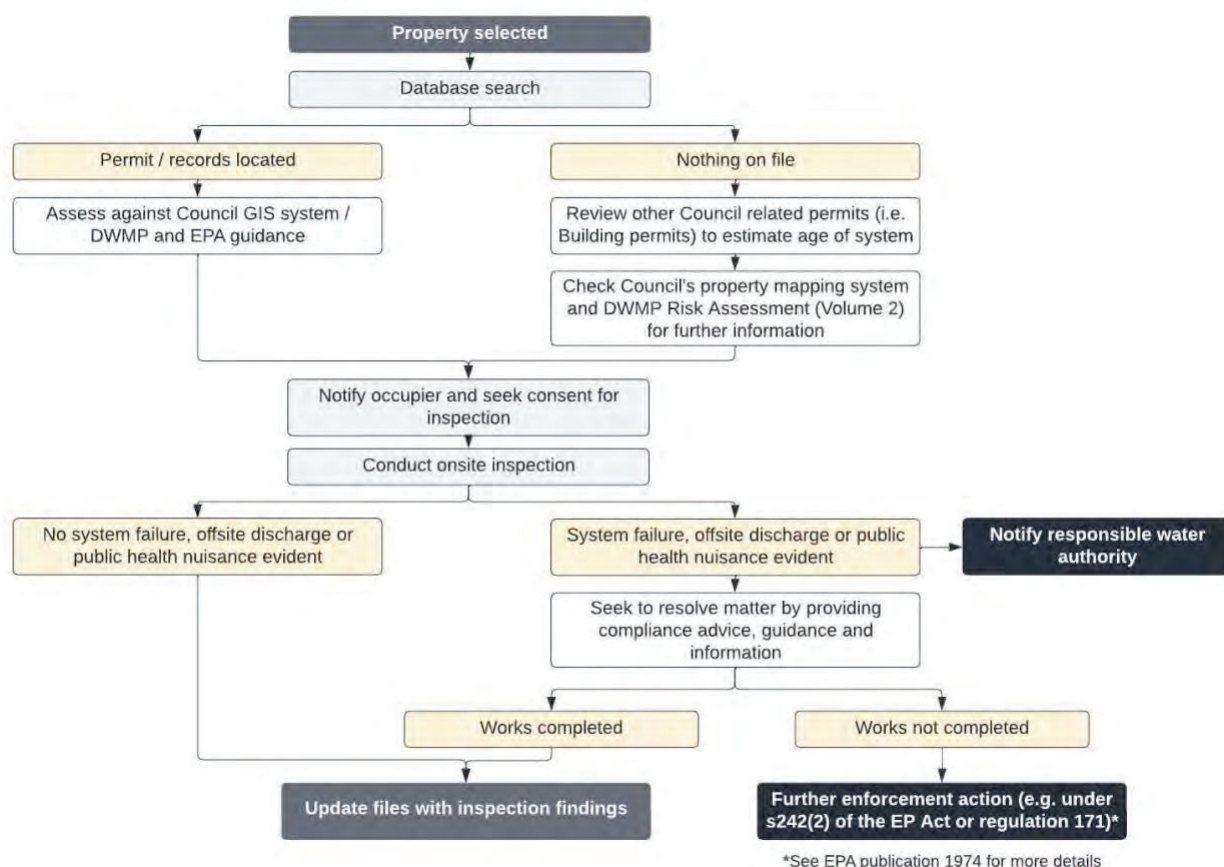 Property selected
Database search
Permit / records located
Nothing on file
Assess against Council GIS system /
DWMP and EPA guidance
Review other Council related permits (i.e.
Building permits) to estimate age of system
Check Council's property mapping system
and DWMP Risk Assessment (Volume 2)
for further information
Notify occupier and seek consent for
inspection
Conduct onsite inspection
No system failure, offsite discharge or
public health nuisance evident
System failure, offsite discharge or public
health nuisance evident
Notify responsible water
authority
Seek to resolve matter by providing
compliance advice, guidance and
information
Works completed
Works not completed
Update files with inspection findings
Further enforcement action (e.g. under
s242(2) of the EP Act or regulation 171)*
*See EPA publication 1974 for more details